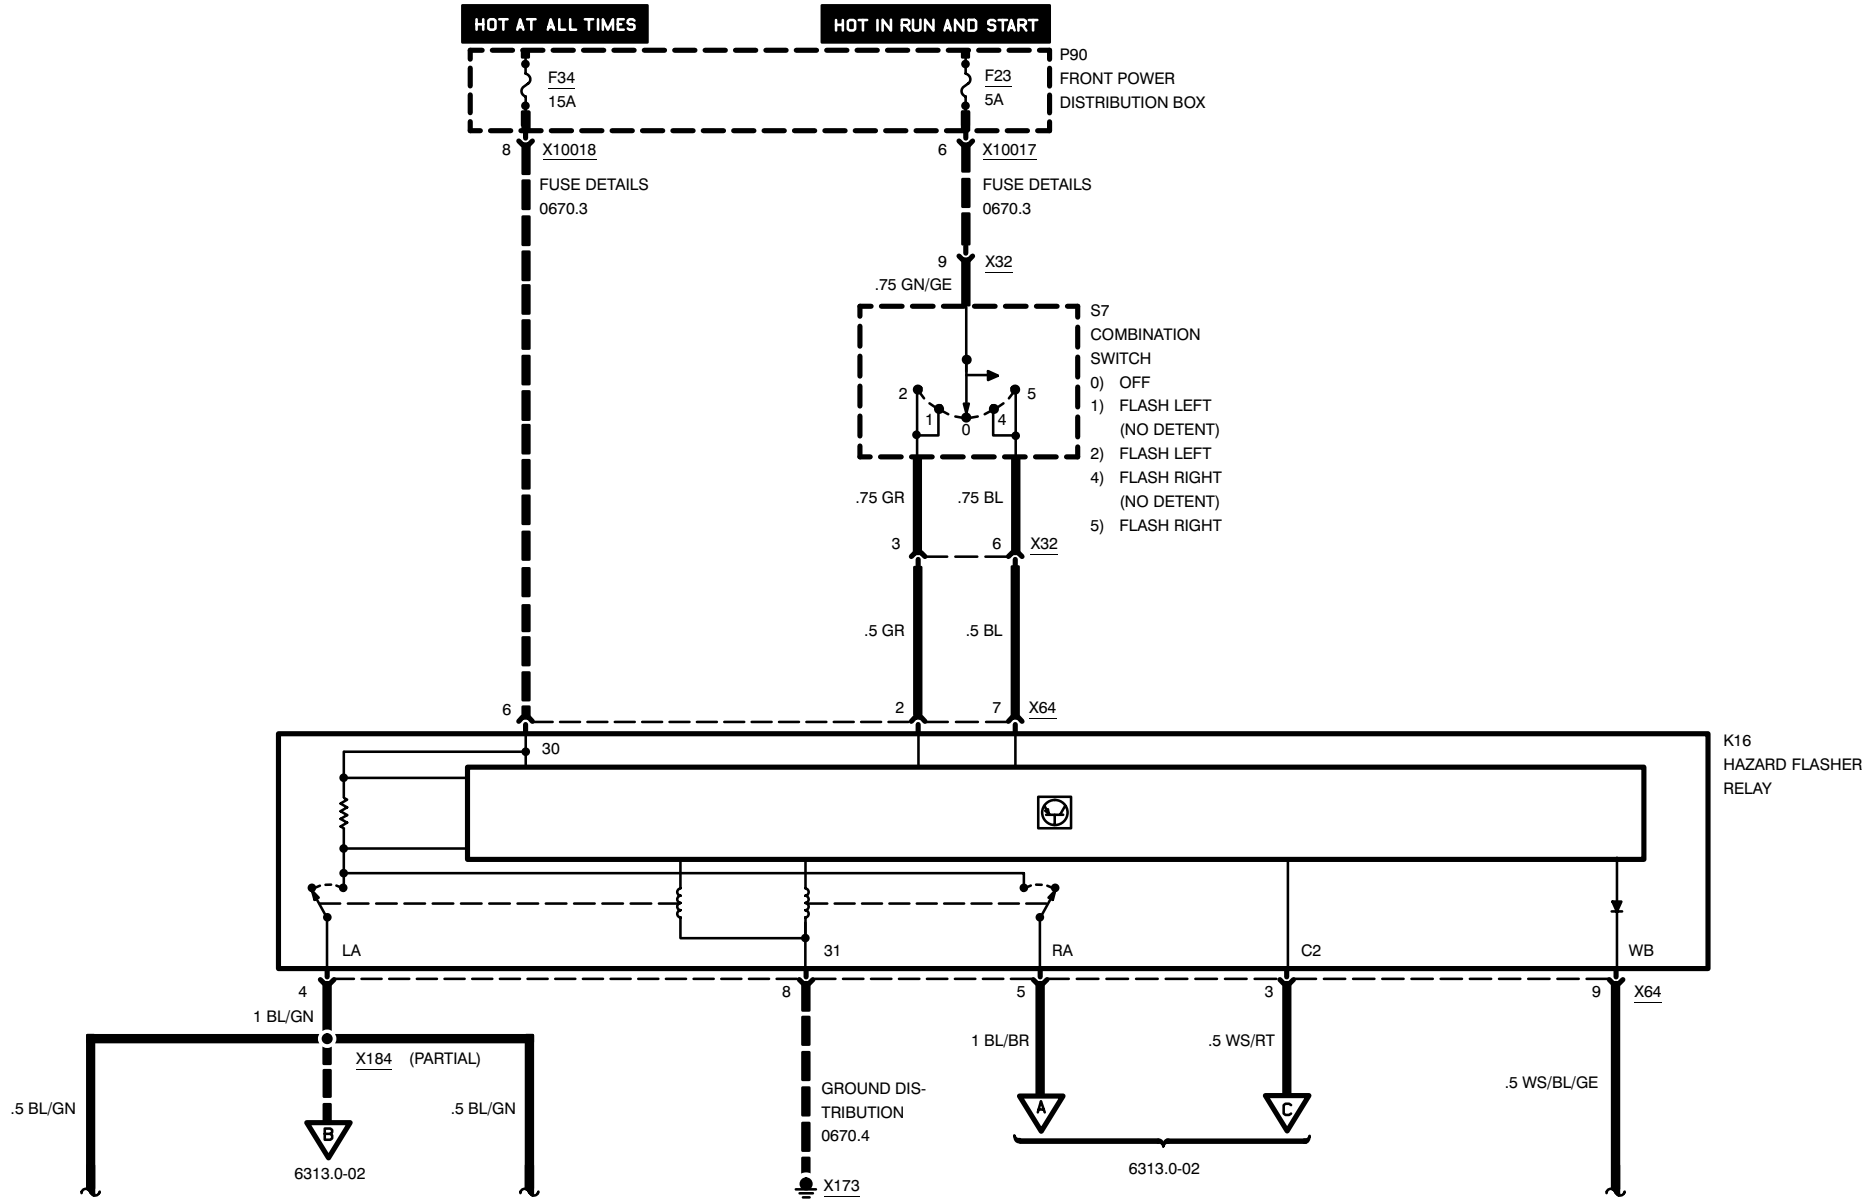 HOT AT ALL TIMES
HOT IN RUN AND START
P90
FRONT POWER
DISTRIBUTION BOX
F34
15A
F23
5A
8
X10018
6
X10017
FUSE DETAILS
0670.3
FUSE DETAILS
0670.3
9
X32
.75 GN/GE
S7
COMBINATION
SWITCH
0) OFF
1) FLASH LEFT
(NO DETENT)
2) FLASH LEFT
4) FLASH RIGHT
(NO DETENT)
5) FLASH RIGHT
2
1
0
4
5
.75 GR
.75 BL
3
6
X32
.5 GR
.5 BL
6
2
7
X64
30
K16
HAZARD FLASHER
RELAY
LA
31
RA
C2
WB
4
8
5
3
9
X64
1 BL/GN
X184 (PARTIAL)
1 BL/BR
.5 WS/RT
.5 WS/BL/GE
.5 BL/GN
.5 BL/GN
GROUND DIS-
TRIBUTION
0670.4
A
C
B
6313.0-02
6313.0-02
X173